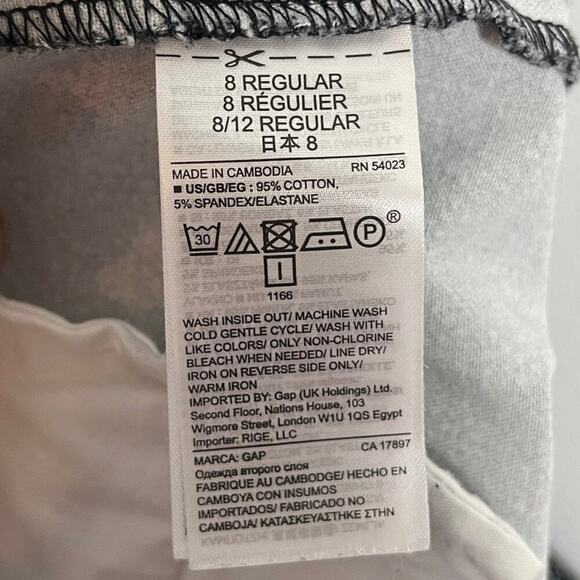 8 REGULAR
8 RÉGULIER
8/12 REGULAR
日本 8
MADE IN CAMBODIA RN 54023
■ US/GB/EG : 95% COTTON,
5% SPANDEX/ELASTANE
30 P ®
1166
WASH INSIDE OUT/ MACHINE WASH
COLD GENTLE CYCLE/ WASH WITH
LIKE COLORS/ ONLY NON-CHLORINE
BLEACH WHEN NEEDED/ LINE DRY/
IRON ON REVERSE SIDE ONLY/
WARM IRON
IMPORTED BY: Gap (UK Holdings) Ltd.
Second Floor, Nations House, 103
Wigmore Street, London W1U 1QS Egypt
Importer: RIGE, LLC
MARCA: GAP CA 17897
Одежда второго слоя
FABRIQUE AU CAMBODGE/ HECHO EN
CAMBOYA CON INSUMOS
IMPORTADOS/ FABRICADO NO
CAMBOJA/ ΚΑΤΑΣΚΕΥΑΣΤΗΚΕ ΣΤΗΝ